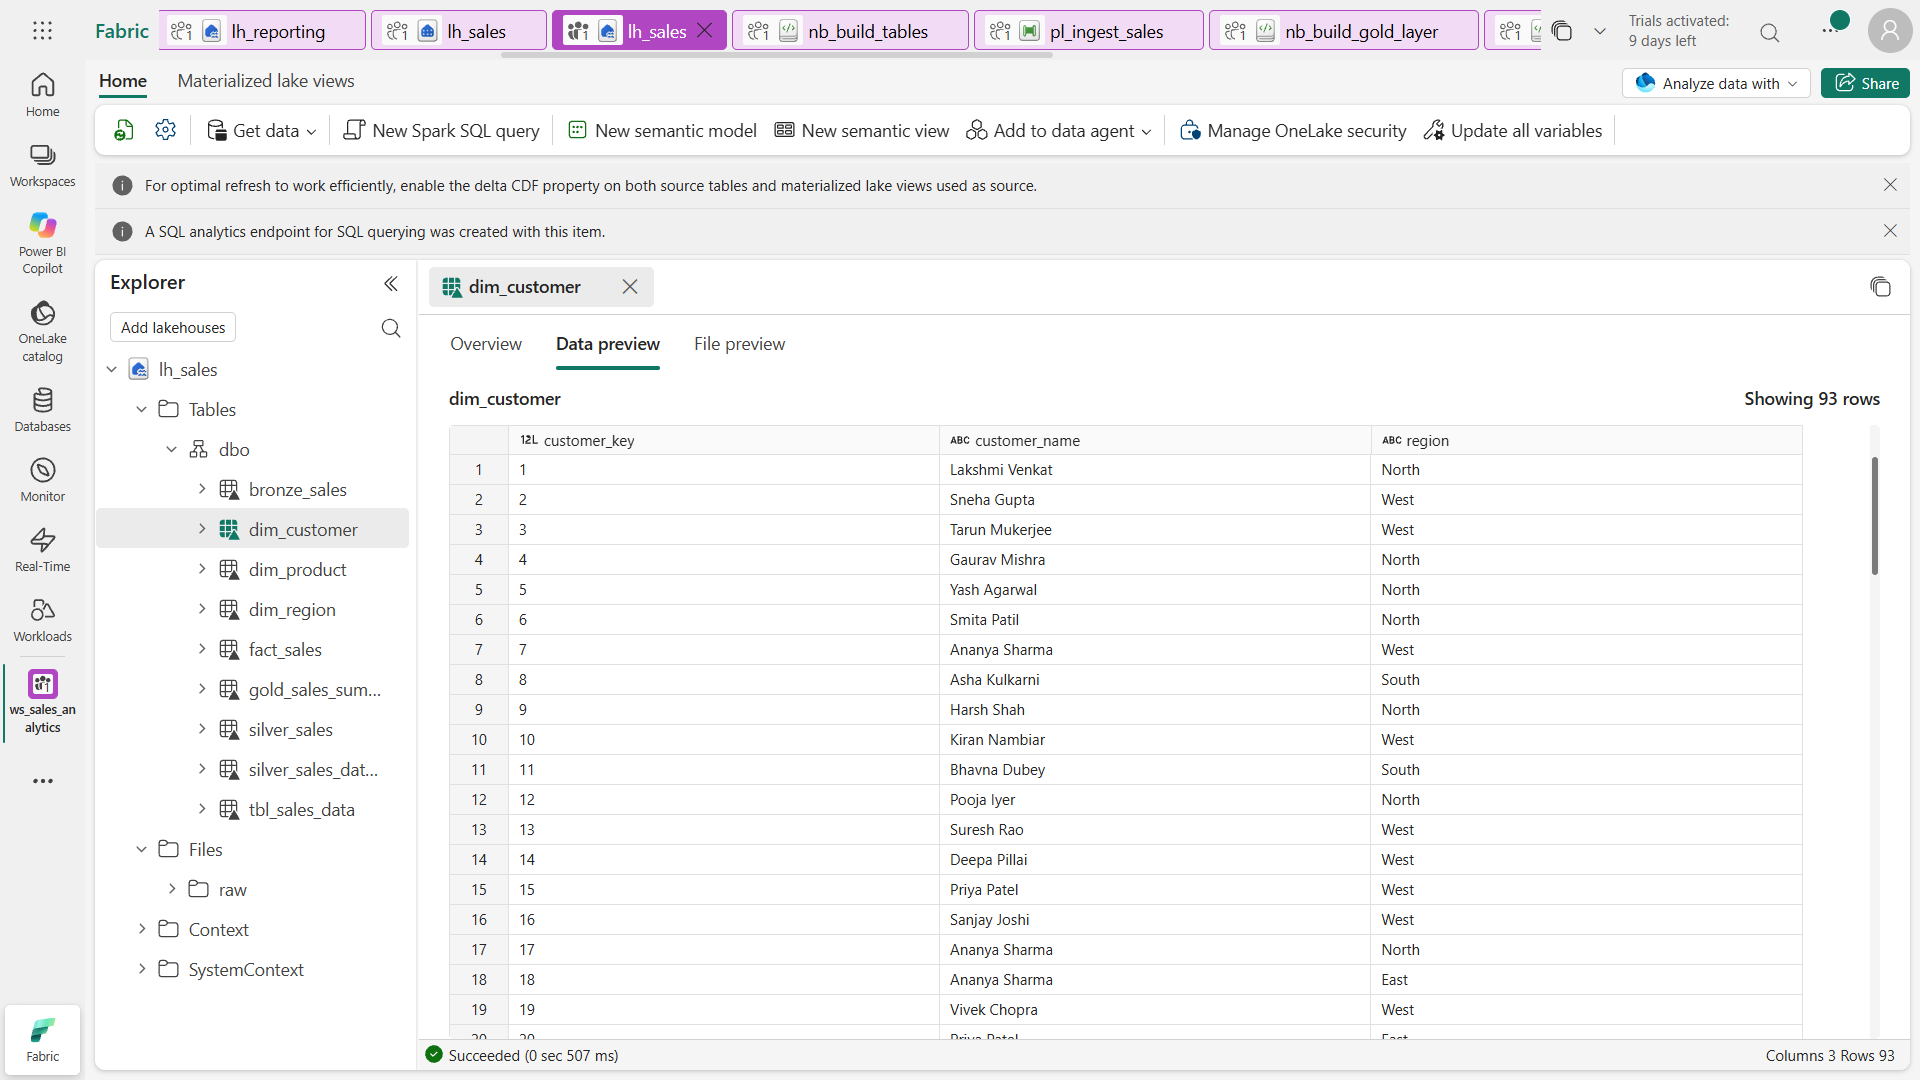 Fabric
lh_reporting
lh_sales
lh_sales
nb_build_tables
pl_ingest_sales
nb_build_gold_layer
Trials activated:
9 days left
Home
Materialized lake views
Analyze data with
Share
Get data
New Spark SQL query
New semantic model
New semantic view
Add to data agent
Manage OneLake security
Update all variables
For optimal refresh to work efficiently, enable the delta CDF property on both source tables and materialized lake views used as source.
A SQL analytics endpoint for SQL querying was created with this item.
Home
Workspaces
Power BI
Copilot
OneLake
catalog
Databases
Monitor
Real-Time
Workloads
ws_sales_an
alytics
Fabric
Explorer
Add lakehouses
lh_sales
Tables
dbo
bronze_sales
dim_customer
dim_product
dim_region
fact_sales
gold_sales_sum...
silver_sales
silver_sales_dat...
tbl_sales_data
Files
raw
Context
SystemContext
dim_customer
Overview
Data preview
File preview
dim_customer
Showing 93 rows
12L customer_key ABC customer_name ABC region
1 1 Lakshmi Venkat North
2 2 Sneha Gupta West
3 3 Tarun Mukerjee West
4 4 Gaurav Mishra North
5 5 Yash Agarwal North
6 6 Smita Patil North
7 7 Ananya Sharma West
8 8 Asha Kulkarni South
9 9 Harsh Shah North
10 10 Kiran Nambiar West
11 11 Bhavna Dubey South
12 12 Pooja Iyer North
13 13 Suresh Rao West
14 14 Deepa Pillai West
15 15 Priya Patel West
16 16 Sanjay Joshi West
17 17 Ananya Sharma North
18 18 Ananya Sharma East
19 19 Vivek Chopra West
20 20 Priya Patel East
Succeeded (0 sec 507 ms)
Columns 3 Rows 93